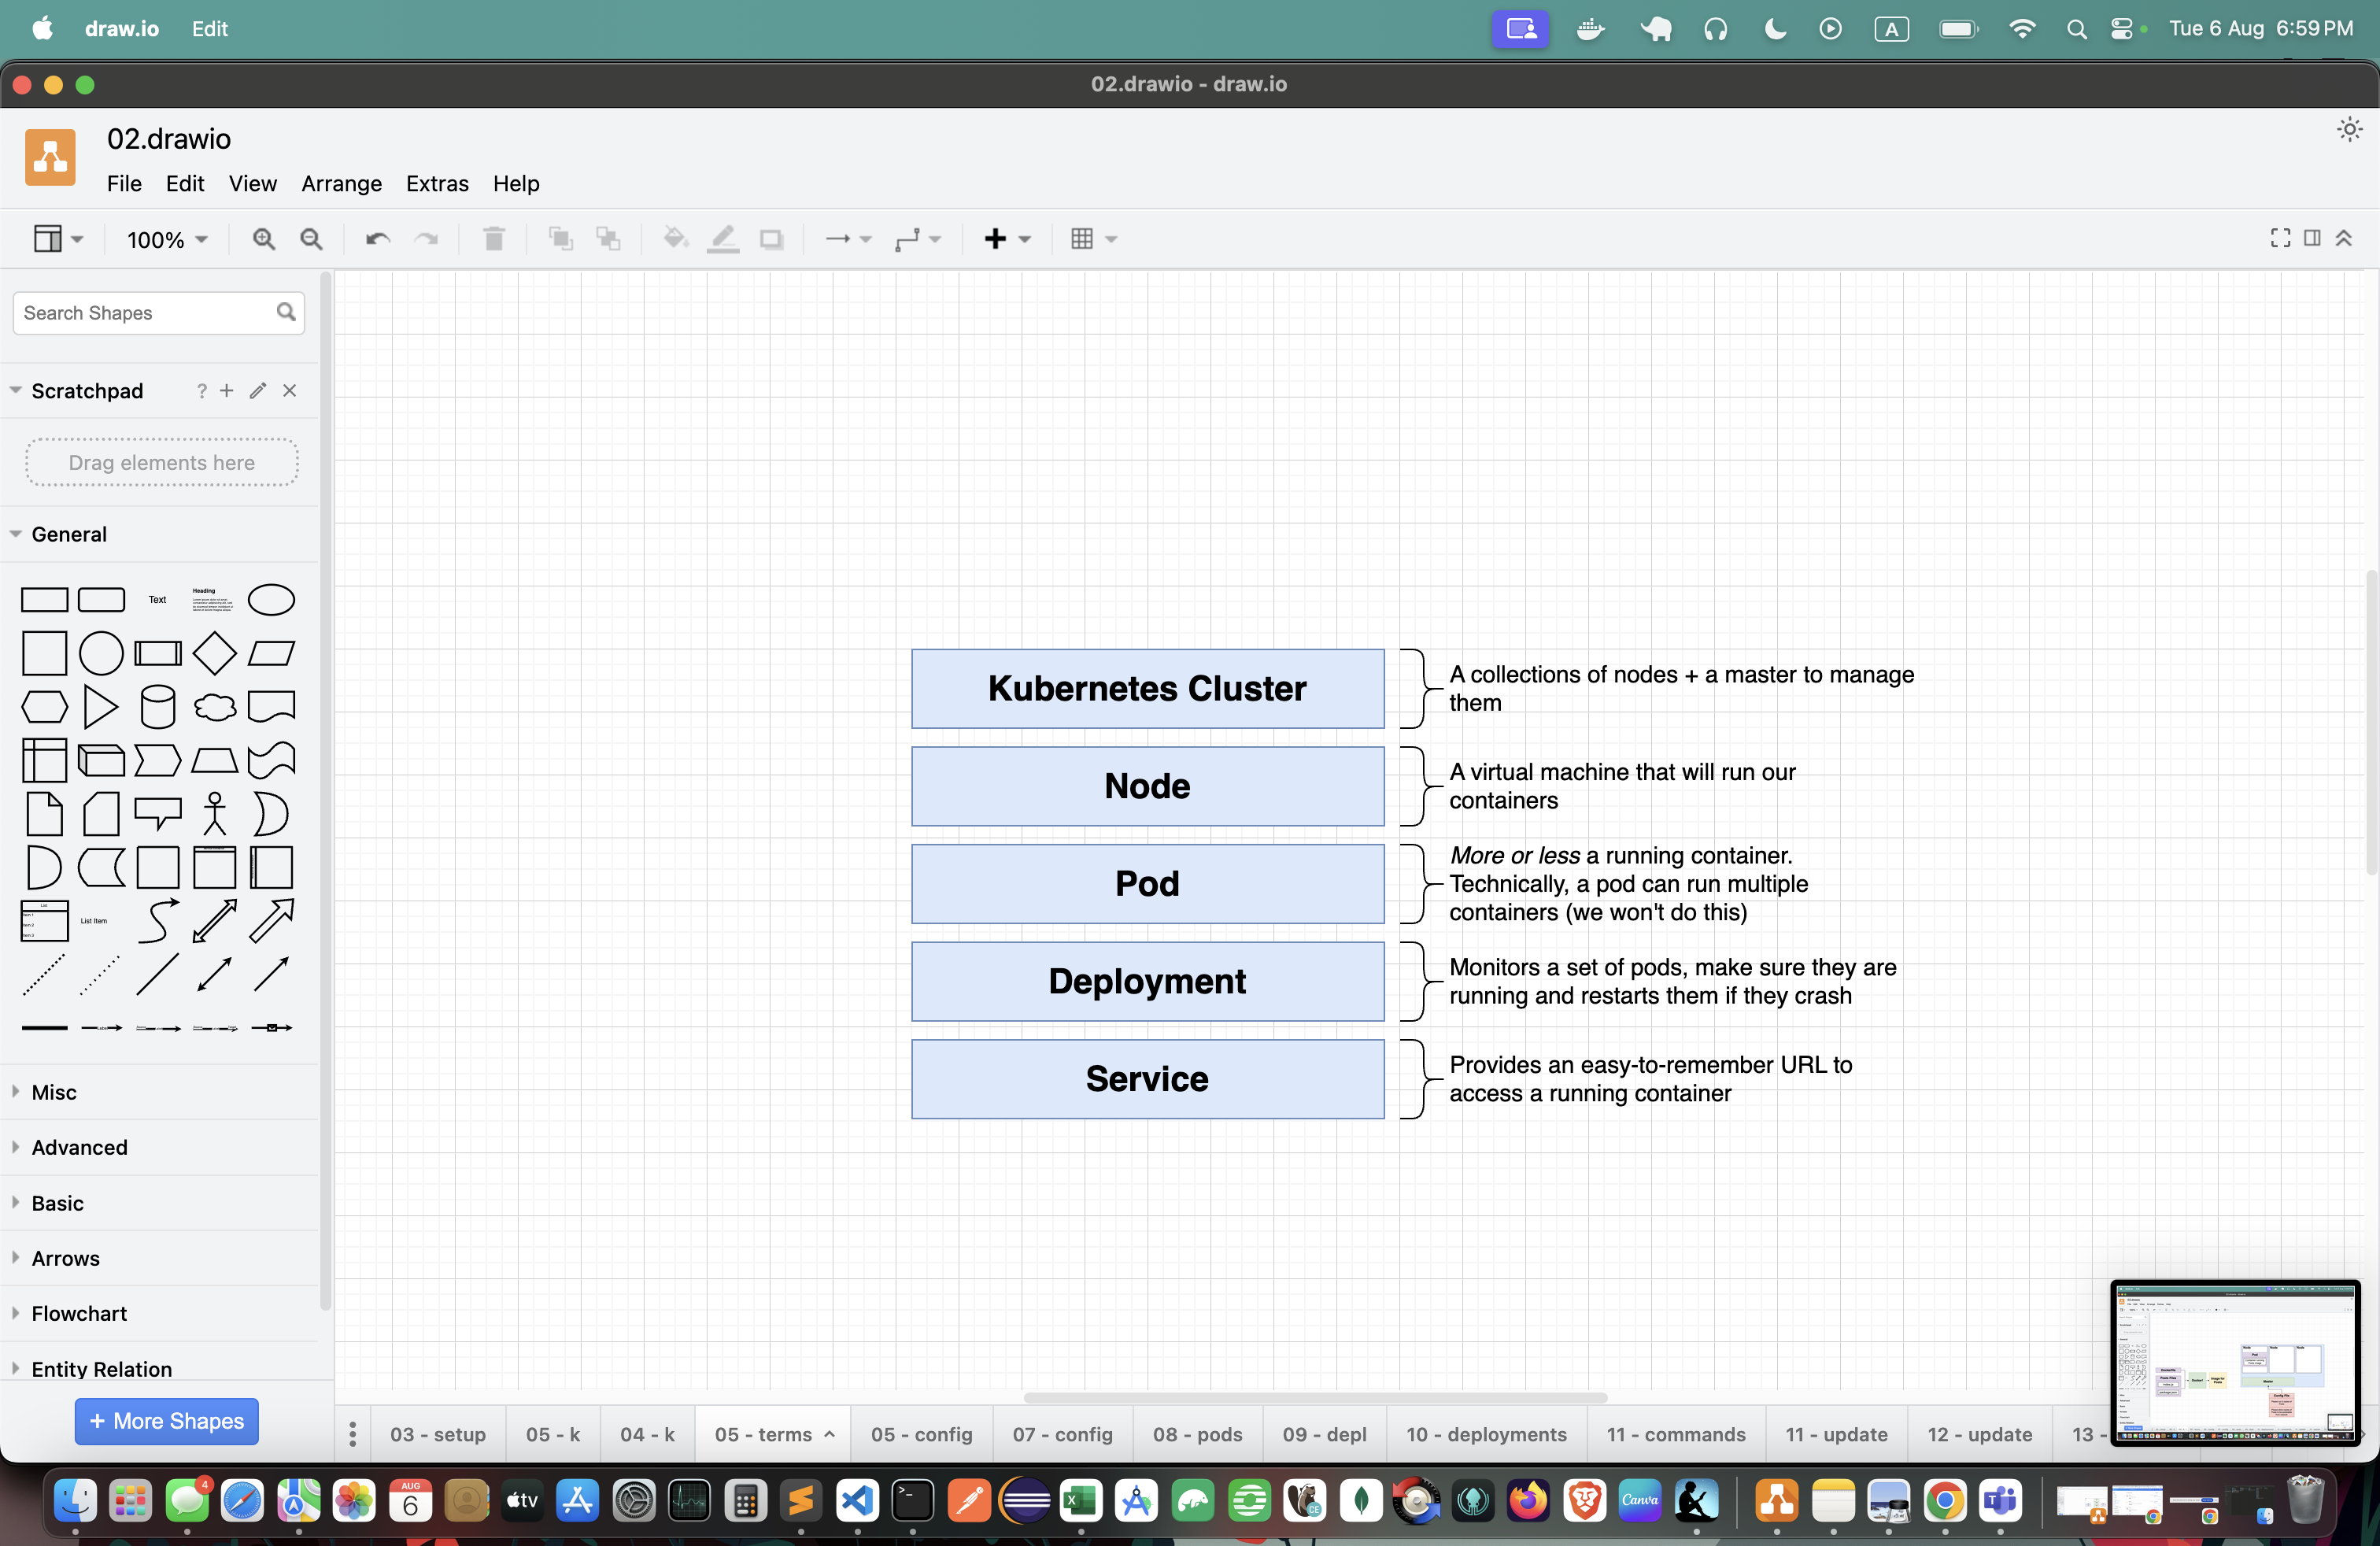 draw.io Edit
A
Tue 6 Aug 6:59 PM
02.drawio - draw.io
02.drawio
File Edit View Arrange Extras Help
100%
Search Shapes
Scratchpad ? +
Drag elements here
General
Text
Heading
List
List Item
Misc
Advanced
Basic
Arrows
Flowchart
Entity Relation
+ More Shapes
Kubernetes Cluster
A collections of nodes + a master to manage
them
Node
A virtual machine that will run our
containers
Pod
More or less a running container.
Technically, a pod can run multiple
containers (we won't do this)
Deployment
Monitors a set of pods, make sure they are
running and restarts them if they crash
Service
Provides an easy-to-remember URL to
access a running container
03 - setup
05 - k
04 - k
05 - terms
05 - config
07 - config
08 - pods
09 - depl
10 - deployments
11 - commands
11 - update
12 - update
13 -
4
AUG
6
tv
CE
Canva